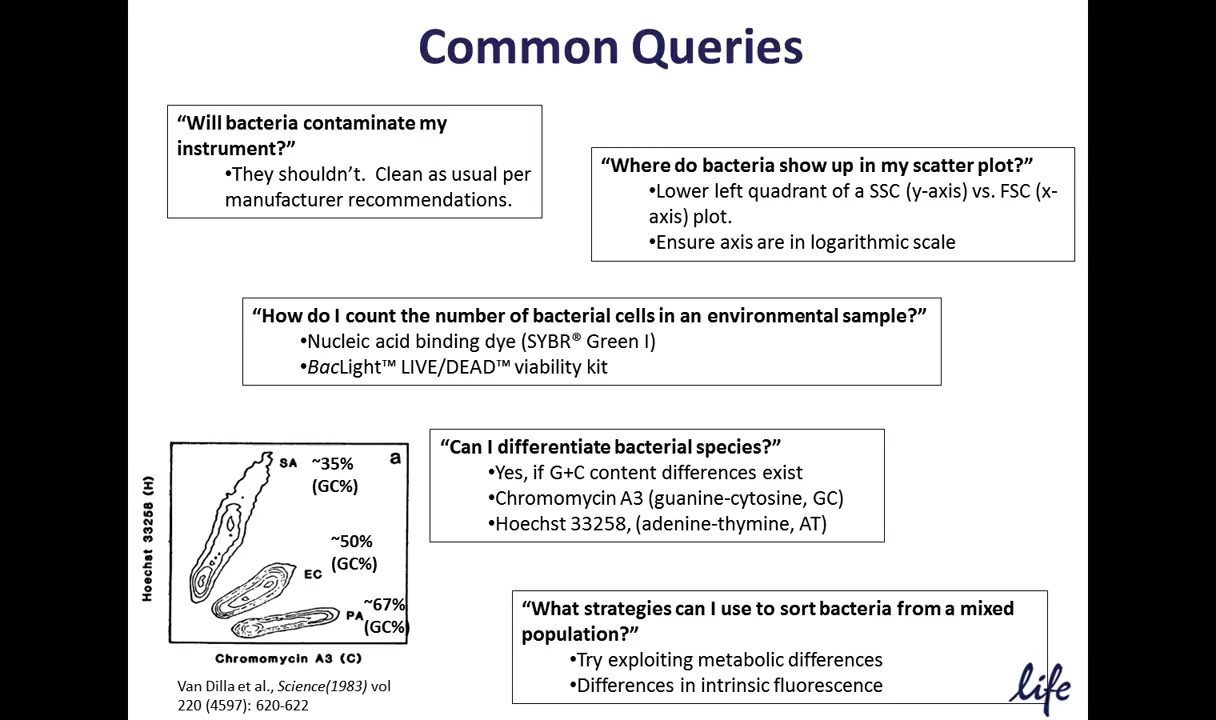 Common Queries
“Will bacteria contaminate my
instrument?”
•They shouldn’t. Clean as usual per
manufacturer recommendations.
“Where do bacteria show up in my scatter plot?”
•Lower left quadrant of a SSC (y-axis) vs. FSC (x-
axis) plot.
•Ensure axis are in logarithmic scale
“How do I count the number of bacterial cells in an environmental sample?”
•Nucleic acid binding dye (SYBR® Green I)
•BacLight™ LIVE/DEAD™ viability kit
“Can I differentiate bacterial species?”
•Yes, if G+C content differences exist
•Chromomycin A3 (guanine-cytosine, GC)
•Hoechst 33258, (adenine-thymine, AT)
Hoechst 33258 (H)
a
SA ~35%
(GC%)
~50%
(GC%)
EC
~67%
PA
(GC%)
Chromomycin A3 (C)
Van Dilla et al., Science(1983) vol
220 (4597): 620-622
“What strategies can I use to sort bacteria from a mixed
population?”
•Try exploiting metabolic differences
•Differences in intrinsic fluorescence
life